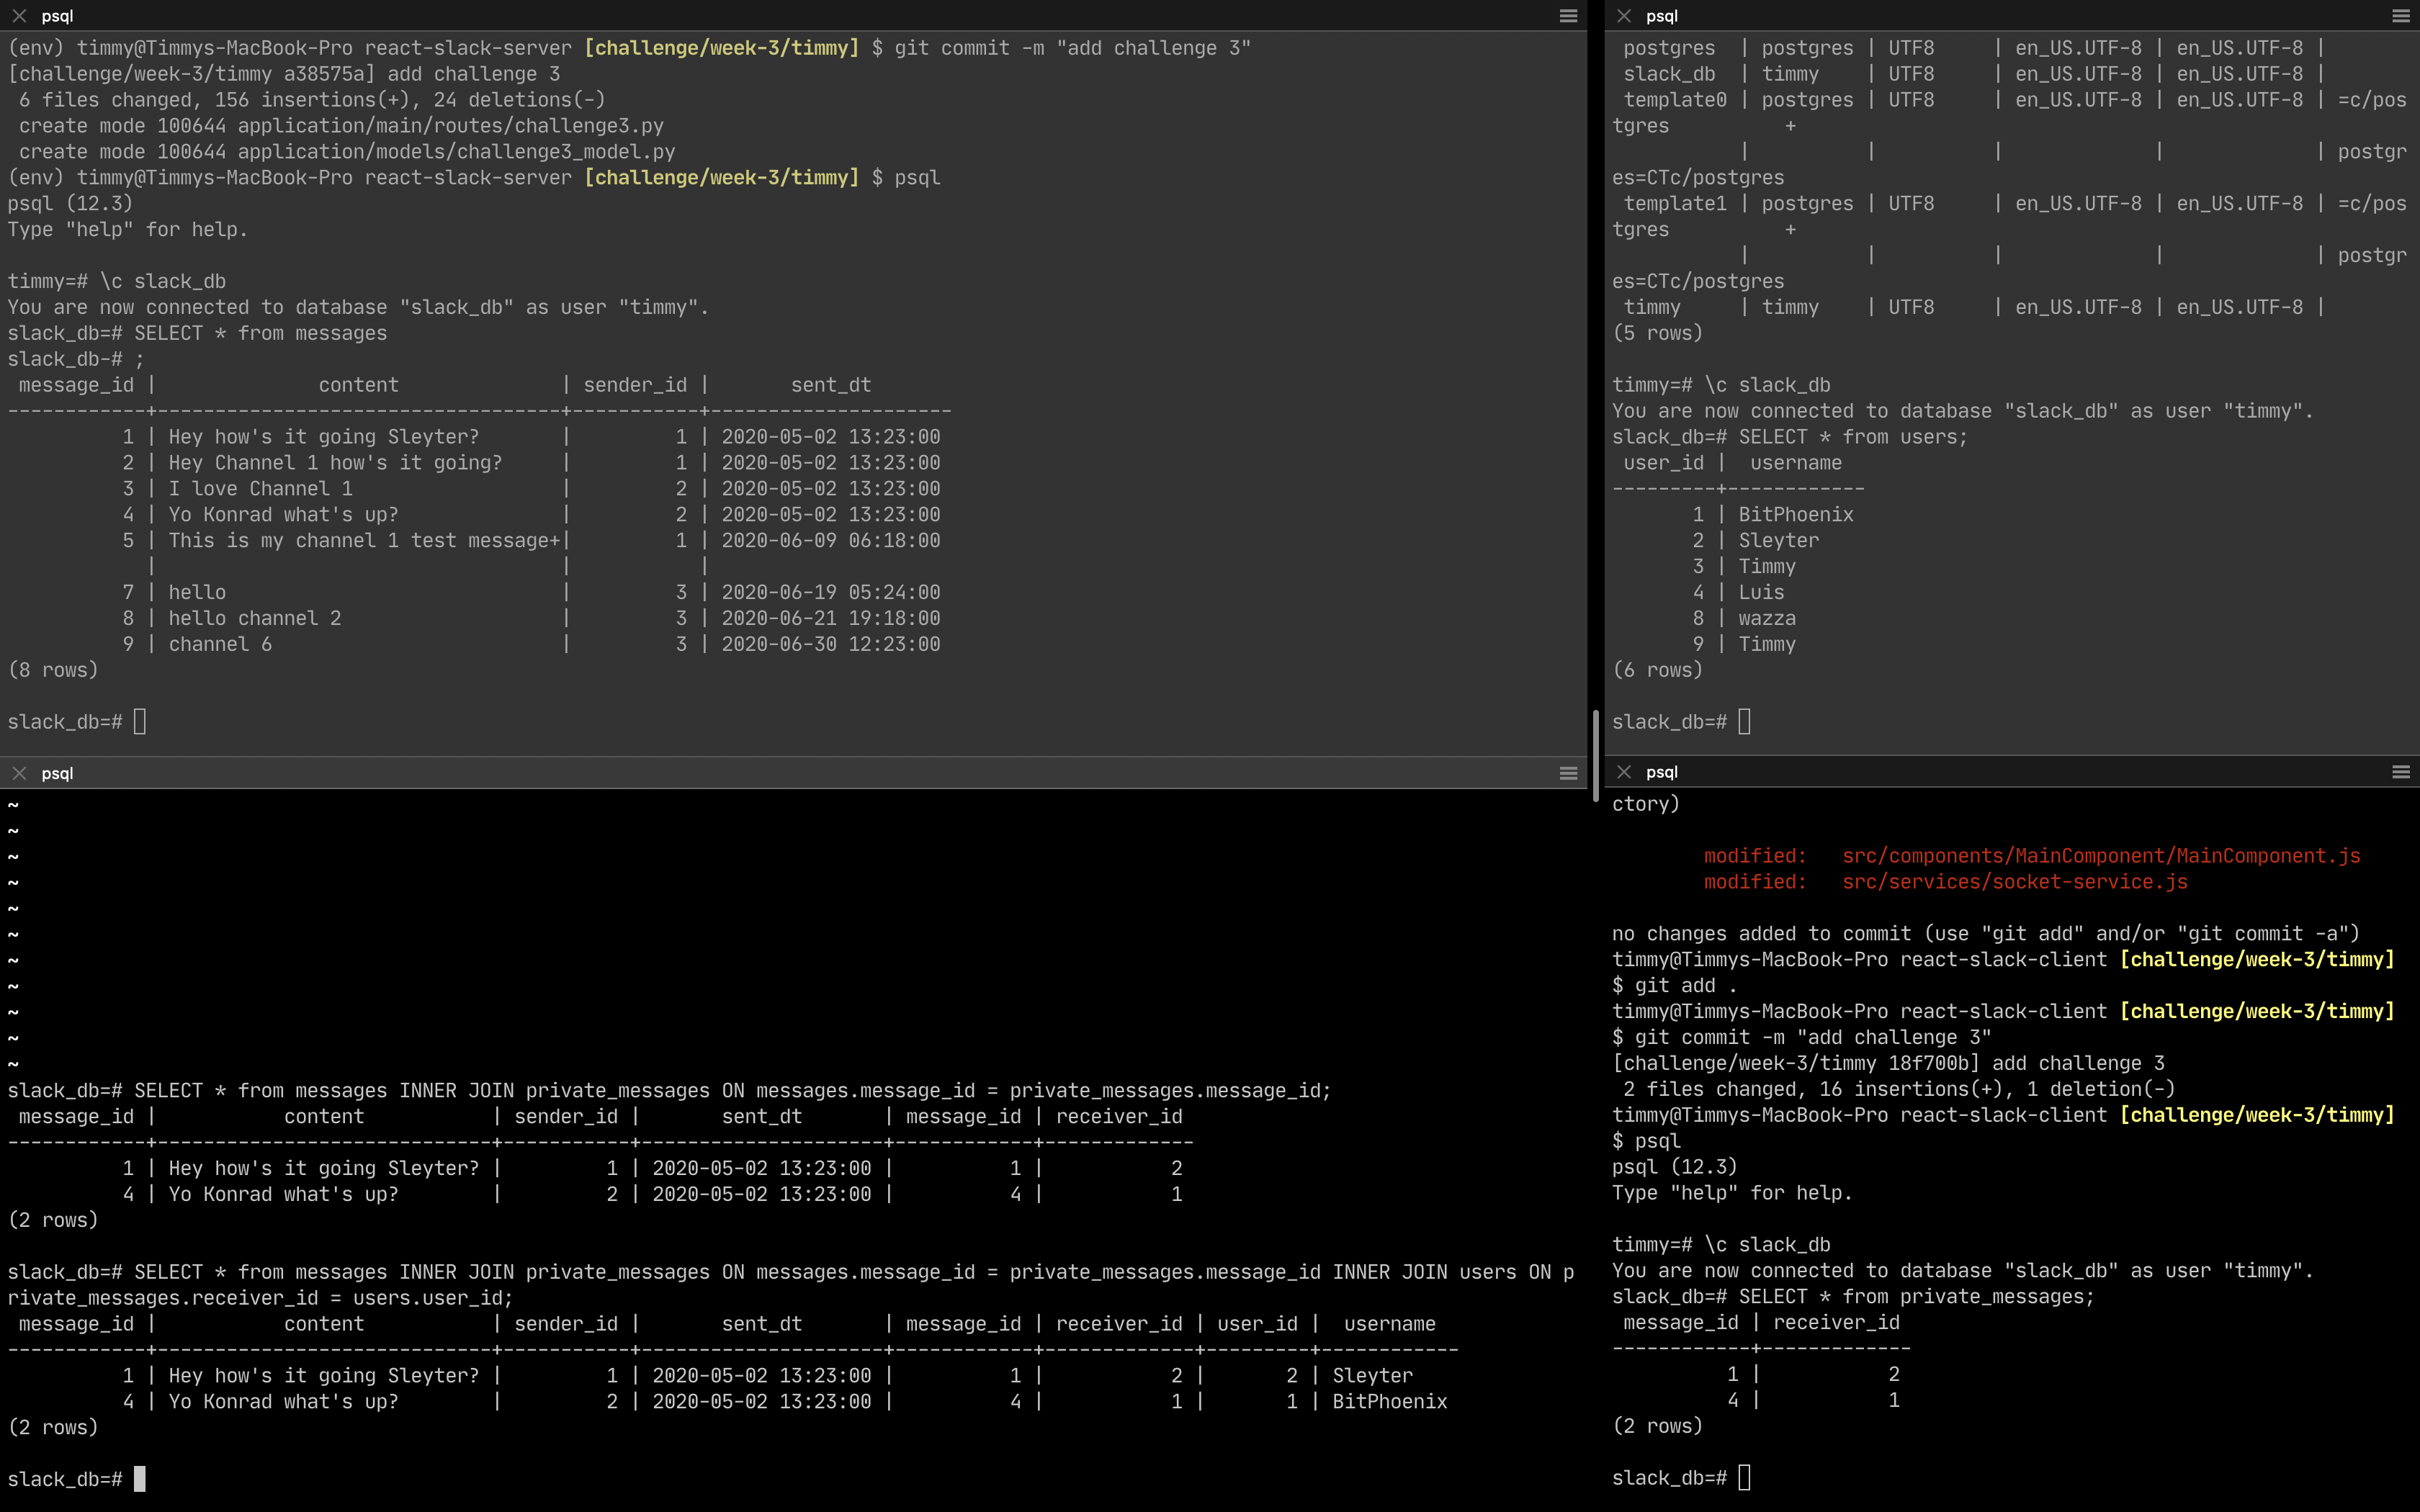 psql
(env) timmy@Timmys-MacBook-Pro react-slack-server [challenge/week-3/timmy] $ git commit -m "add challenge 3"
[challenge/week-3/timmy a38575a] add challenge 3
 6 files changed, 156 insertions(+), 24 deletions(-)
 create mode 100644 application/main/routes/challenge3.py
 create mode 100644 application/models/challenge3_model.py
(env) timmy@Timmys-MacBook-Pro react-slack-server [challenge/week-3/timmy] $ psql
psql (12.3)
Type "help" for help.

timmy=# \c slack_db
You are now connected to database "slack_db" as user "timmy".
slack_db=# SELECT * from messages
slack_db-# ;
 message_id |              content              | sender_id |       sent_dt
------------+-----------------------------------+-----------+---------------------
          1 | Hey how's it going Sleyter?       |         1 | 2020-05-02 13:23:00
          2 | Hey Channel 1 how's it going?     |         1 | 2020-05-02 13:23:00
          3 | I love Channel 1                  |         2 | 2020-05-02 13:23:00
          4 | Yo Konrad what's up?              |         2 | 2020-05-02 13:23:00
          5 | This is my channel 1 test message+|         1 | 2020-06-09 06:18:00
            |                                   |           |
          7 | hello                             |         3 | 2020-06-19 05:24:00
          8 | hello channel 2                   |         3 | 2020-06-21 19:18:00
          9 | channel 6                         |         3 | 2020-06-30 12:23:00
(8 rows)

slack_db=#
psql
 postgres  | postgres | UTF8     | en_US.UTF-8 | en_US.UTF-8 |
 slack_db  | timmy    | UTF8     | en_US.UTF-8 | en_US.UTF-8 |
 template0 | postgres | UTF8     | en_US.UTF-8 | en_US.UTF-8 | =c/pos
tgres          +
           |          |          |             |             | postgr
es=CTc/postgres
 template1 | postgres | UTF8     | en_US.UTF-8 | en_US.UTF-8 | =c/pos
tgres          +
           |          |          |             |             | postgr
es=CTc/postgres
 timmy     | timmy    | UTF8     | en_US.UTF-8 | en_US.UTF-8 |
(5 rows)

timmy=# \c slack_db
You are now connected to database "slack_db" as user "timmy".
slack_db=# SELECT * from users;
 user_id |  username
---------+------------
       1 | BitPhoenix
       2 | Sleyter
       3 | Timmy
       4 | Luis
       8 | wazza
       9 | Timmy
(6 rows)

slack_db=#
psql
~
~
~
~
~
~
~
~
~
~
~
slack_db=# SELECT * from messages INNER JOIN private_messages ON messages.message_id = private_messages.message_id;
 message_id |           content           | sender_id |       sent_dt       | message_id | receiver_id
------------+-----------------------------+-----------+---------------------+------------+-------------
          1 | Hey how's it going Sleyter? |         1 | 2020-05-02 13:23:00 |          1 |           2
          4 | Yo Konrad what's up?        |         2 | 2020-05-02 13:23:00 |          4 |           1
(2 rows)

slack_db=# SELECT * from messages INNER JOIN private_messages ON messages.message_id = private_messages.message_id INNER JOIN users ON p
rivate_messages.receiver_id = users.user_id;
 message_id |           content           | sender_id |       sent_dt       | message_id | receiver_id | user_id |  username
------------+-----------------------------+-----------+---------------------+------------+-------------+---------+------------
          1 | Hey how's it going Sleyter? |         1 | 2020-05-02 13:23:00 |          1 |           2 |       2 | Sleyter
          4 | Yo Konrad what's up?        |         2 | 2020-05-02 13:23:00 |          4 |           1 |       1 | BitPhoenix
(2 rows)

slack_db=#
psql
ctory)

        modified:   src/components/MainComponent/MainComponent.js
        modified:   src/services/socket-service.js

no changes added to commit (use "git add" and/or "git commit -a")
timmy@Timmys-MacBook-Pro react-slack-client [challenge/week-3/timmy]
$ git add .
timmy@Timmys-MacBook-Pro react-slack-client [challenge/week-3/timmy]
$ git commit -m "add challenge 3"
[challenge/week-3/timmy 18f700b] add challenge 3
 2 files changed, 16 insertions(+), 1 deletion(-)
timmy@Timmys-MacBook-Pro react-slack-client [challenge/week-3/timmy]
$ psql
psql (12.3)
Type "help" for help.

timmy=# \c slack_db
You are now connected to database "slack_db" as user "timmy".
slack_db=# SELECT * from private_messages;
 message_id | receiver_id
------------+-------------
          1 |           2
          4 |           1
(2 rows)

slack_db=#